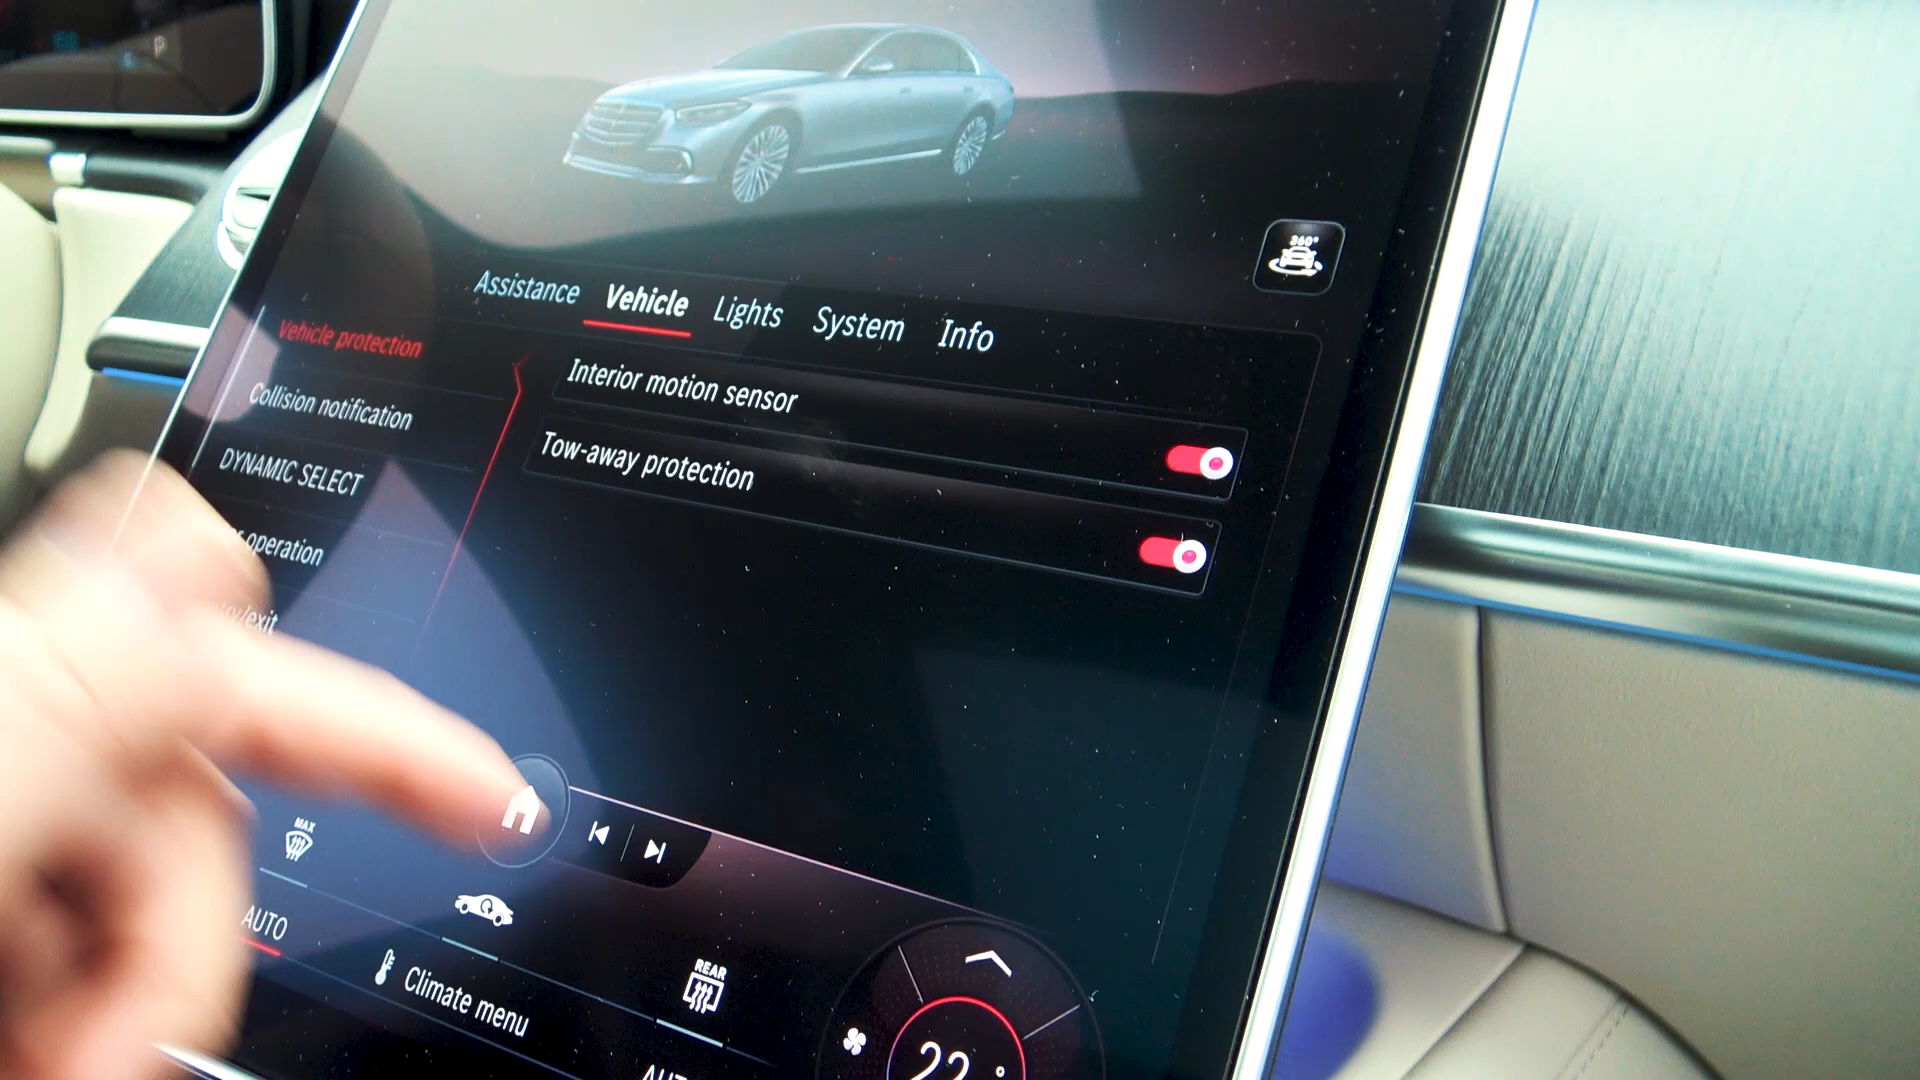 P
360°
Assistance Vehicle Lights System Info
Vehicle protection
Collision notification
DYNAMIC SELECT
operation
/exit
Interior motion sensor
Tow-away protection
MAX
AUTO
Climate menu
REAR
22 °